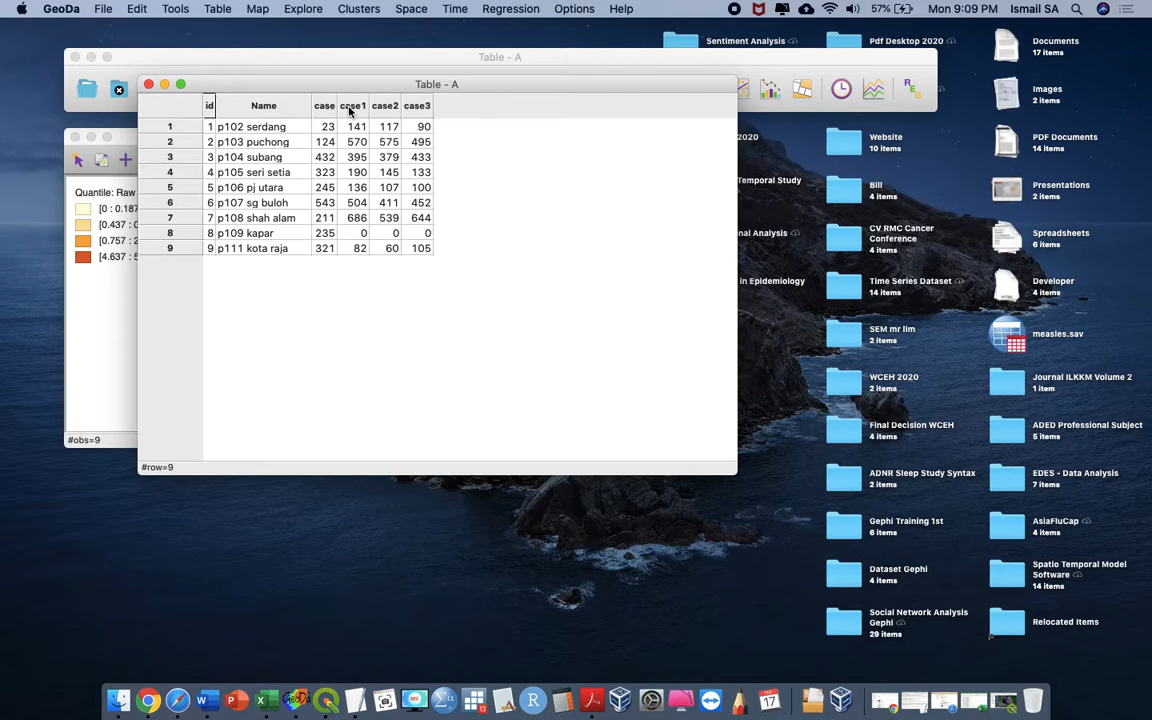 GeoDa File Edit Tools Table Map Explore Clusters Space Time Regression Options Help 57% Mon 9:09 PM Ismail SA
Table - A
Table - A
id Name case case1 case2 case3
1 1 p102 serdang 23 141 117 90
2 2 p103 puchong 124 570 575 495
3 3 p104 subang 432 395 379 433
4 4 p105 seri setia 323 190 145 133
5 5 p106 pj utara 245 136 107 100
6 6 p107 sg buloh 543 504 411 452
7 7 p108 shah alam 211 686 539 644
8 8 p109 kapar 235 0 0 0
9 9 p111 kota raja 321 82 60 105
#row=9
Quantile: Raw
[0 : 0.187
[0.437 : 0
[0.757 : 2
[4.637 : 5
#obs=9
Sentiment Analysis
Pdf Desktop 2020
Documents
17 items
Images
2 items
2020
Website
10 items
PDF Documents
14 items
Temporal Study
Bill
4 items
Presentations
5 items
nal Analysis
CV RMC Cancer
Conference
4 items
Spreadsheets
6 items
in Epidemiology
Time Series Dataset
14 items
Developer
4 items
SEM mr lim
2 items
measles.sav
WCEH 2020
2 items
Journal ILKKM Volume 2
1 item
Final Decision WCEH
4 items
ADED Professional Subject
5 items
ADNR Sleep Study Syntax
2 items
EDES - Data Analysis
7 items
Gephi Training 1st
6 items
AsiaFluCap
4 items
Dataset Gephi
4 items
Spatio Temporal Model
Software
14 items
Social Network Analysis
Gephi
29 items
Relocated Items
GeoDa
17